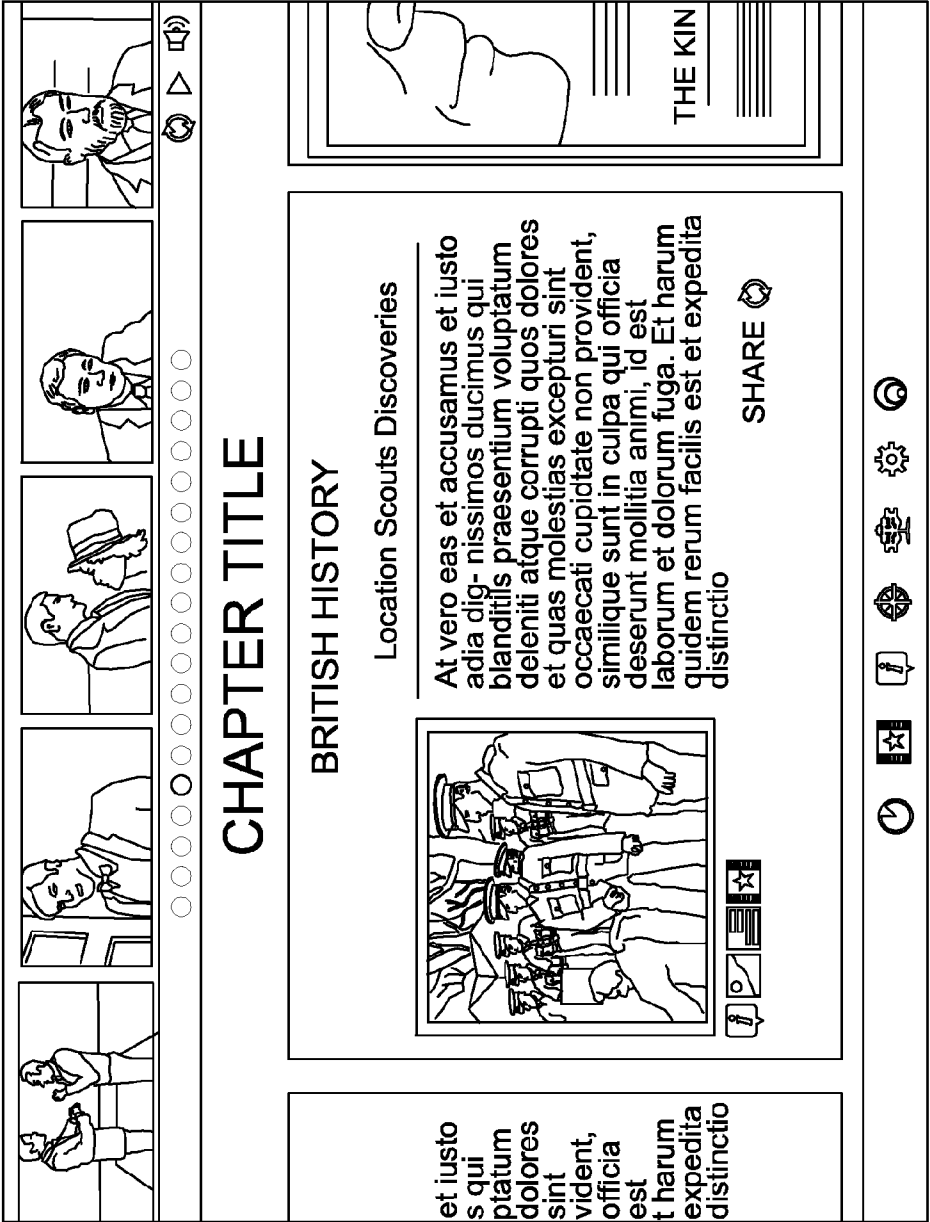 CHAPTER TITLE
et iusto
s qui
ptatum
dolores
sint
vident,
officia
est
t harum
expedita
distinctio
BRITISH HISTORY
Location Scouts Discoveries
At vero eas et accusamus et iusto
adia dig- nissimos ducimus qui
blanditils praesentium voluptatum
deleniti atque corrupti quos dolores
et quas molestias excepturi sint
occaecati cupidtate non provident,
similique sunt in culpa qui officia
deserunt mollitia animi, id est
laborum et dolorum fuga. Et harum
quidem rerum facilis est et expedita
distinctio
SHARE
THE KIN
i
i